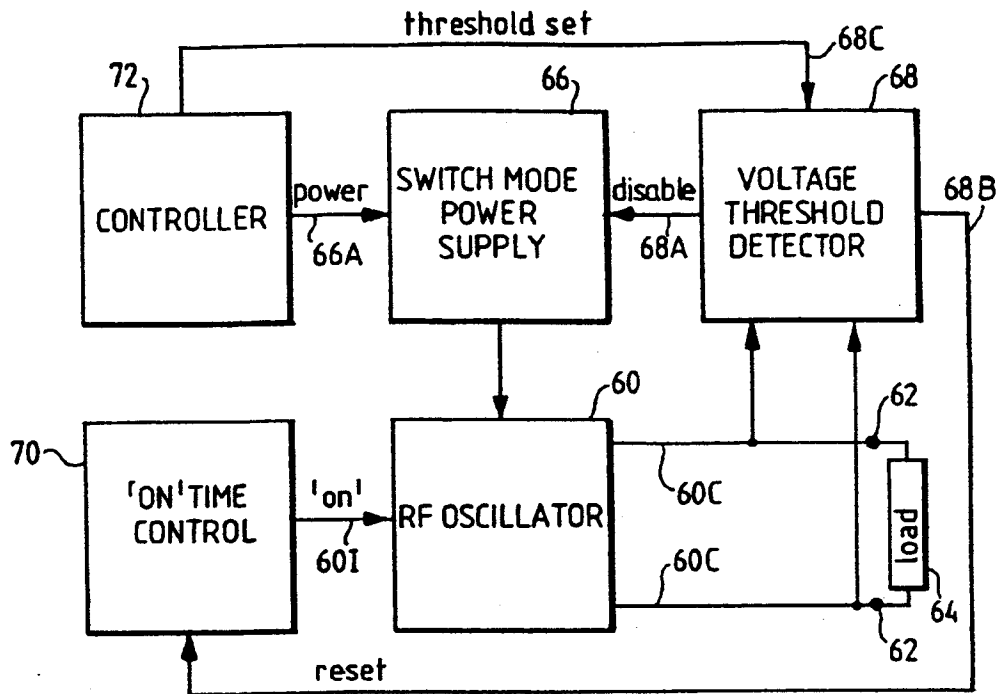 threshold set
68C
72
66
68
CONTROLLER
power
66A
SWITCH MODE
POWER
SUPPLY
disable
68A
VOLTAGE
THRESHOLD
DETECTOR
68B
60
62
70
'ON' TIME
CONTROL
'on'
60I
RF OSCILLATOR
60C
60C
load
64
62
reset